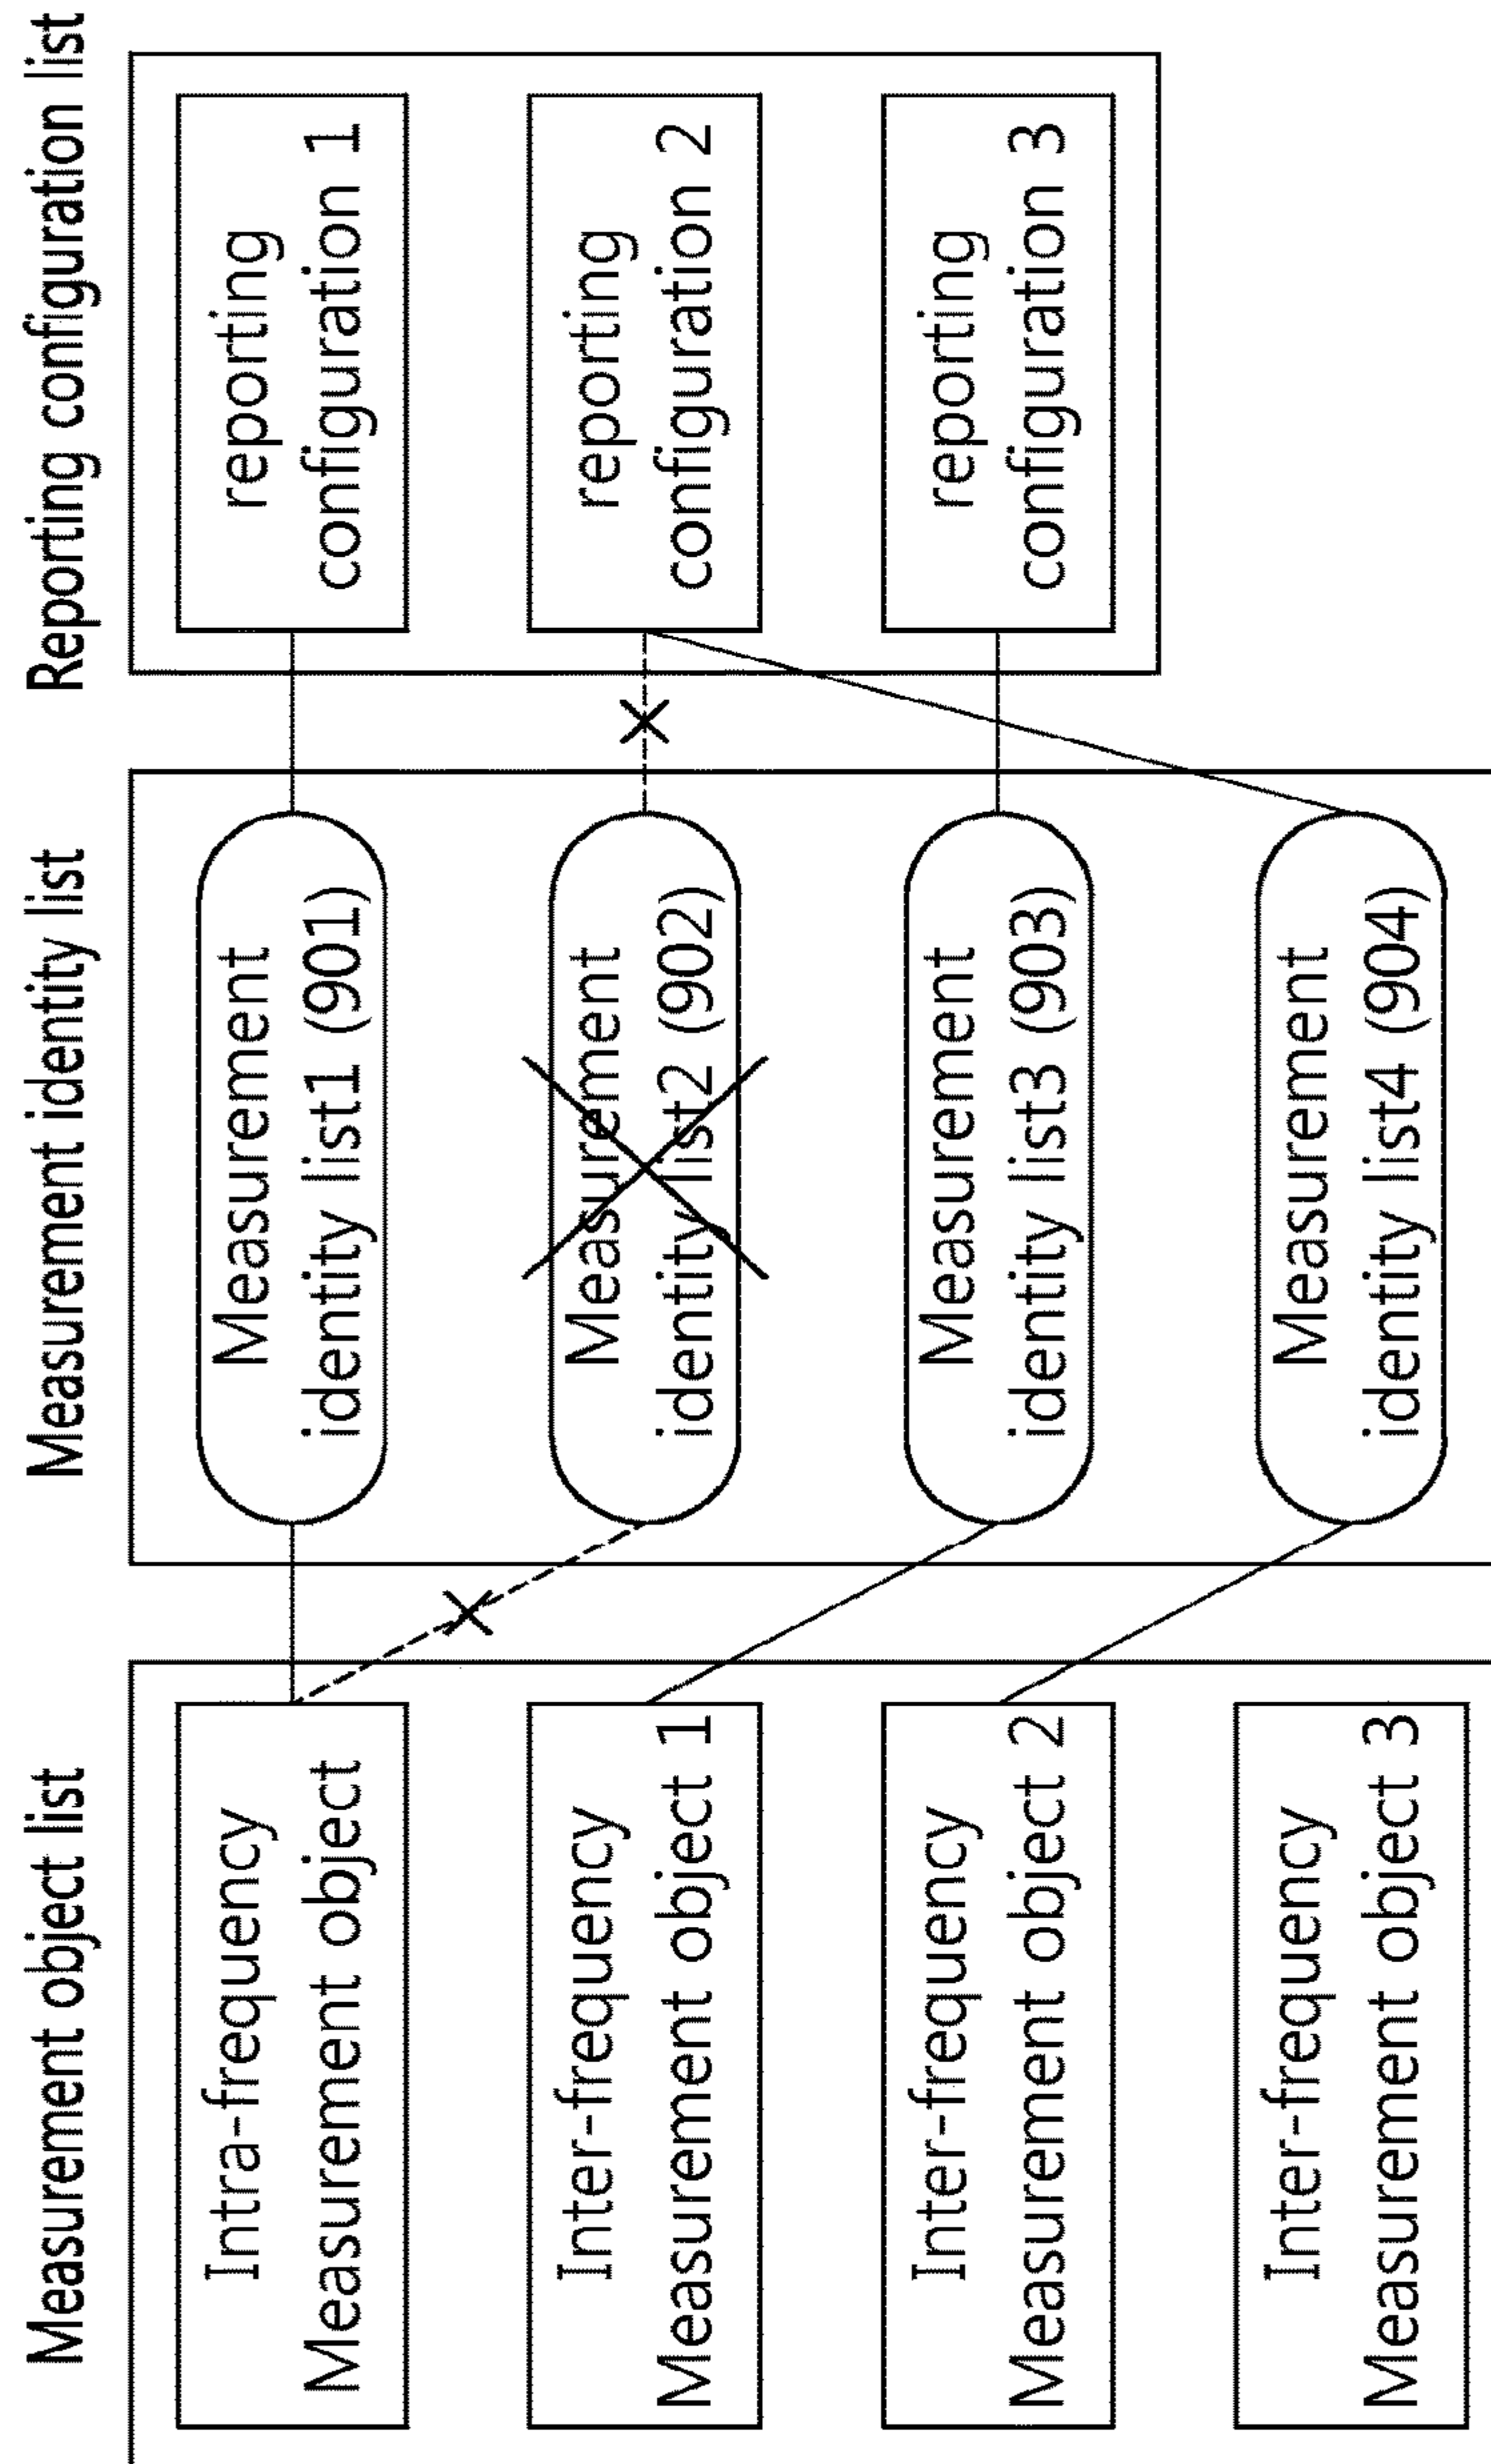 Measurement object list
Intra-frequency
Measurement object
Inter-frequency
Measurement object 1
Inter-frequency
Measurement object 2
Inter-frequency
Measurement object 3
Measurement identity list
Measurement
identity list1 (901)
Measurement
identity list2 (902)
Measurement
identity list3 (903)
Measurement
identity list4 (904)
Reporting configuration list
reporting
configuration 1
reporting
configuration 2
reporting
configuration 3